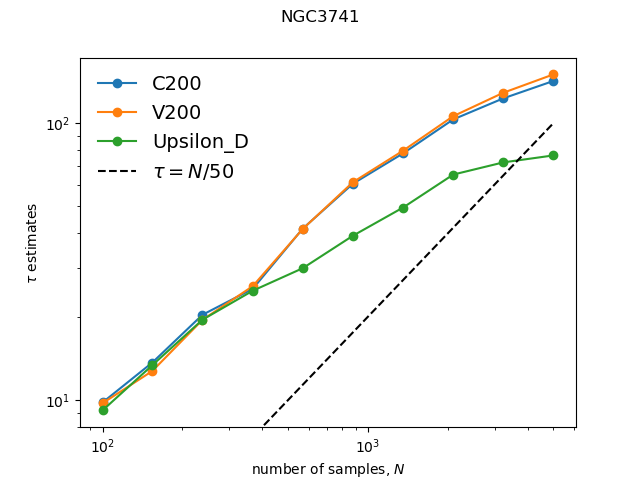 NGC3741
C200
V200
Upsilon_D
τ = N/50
10²
10¹
τ estimates
10²
10³
number of samples, N